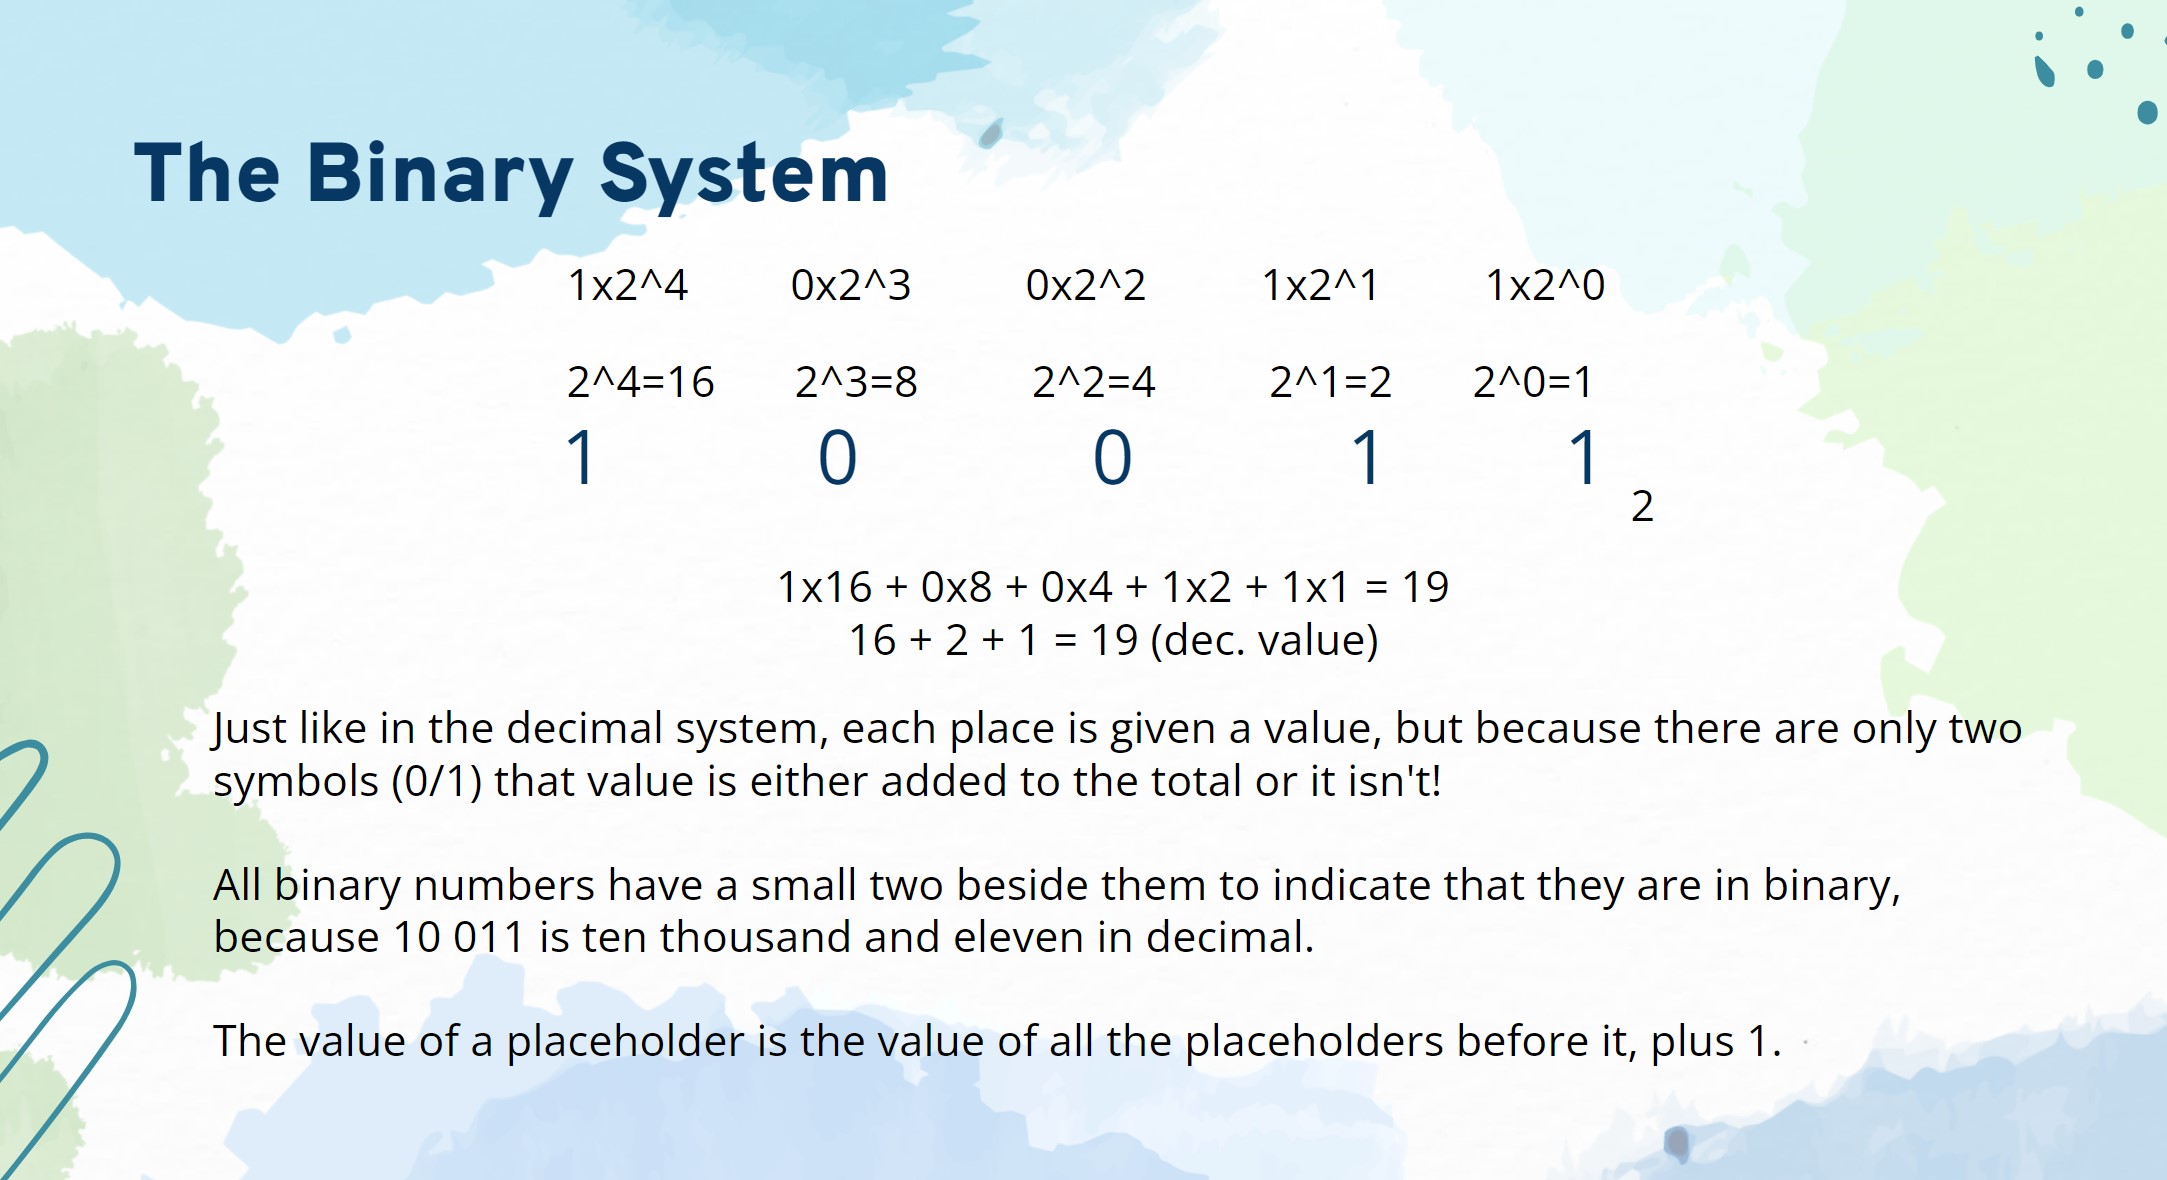 The Binary System
1x2^4 0x2^3 0x2^2 1x2^1 1x2^0
2^4=16 2^3=8 2^2=4 2^1=2 2^0=1
1 0 0 1 1 2
1x16 + 0x8 + 0x4 + 1x2 + 1x1 = 19
16 + 2 + 1 = 19 (dec. value)
Just like in the decimal system, each place is given a value, but because there are only two
symbols (0/1) that value is either added to the total or it isn't!
All binary numbers have a small two beside them to indicate that they are in binary,
because 10 011 is ten thousand and eleven in decimal.
The value of a placeholder is the value of all the placeholders before it, plus 1.